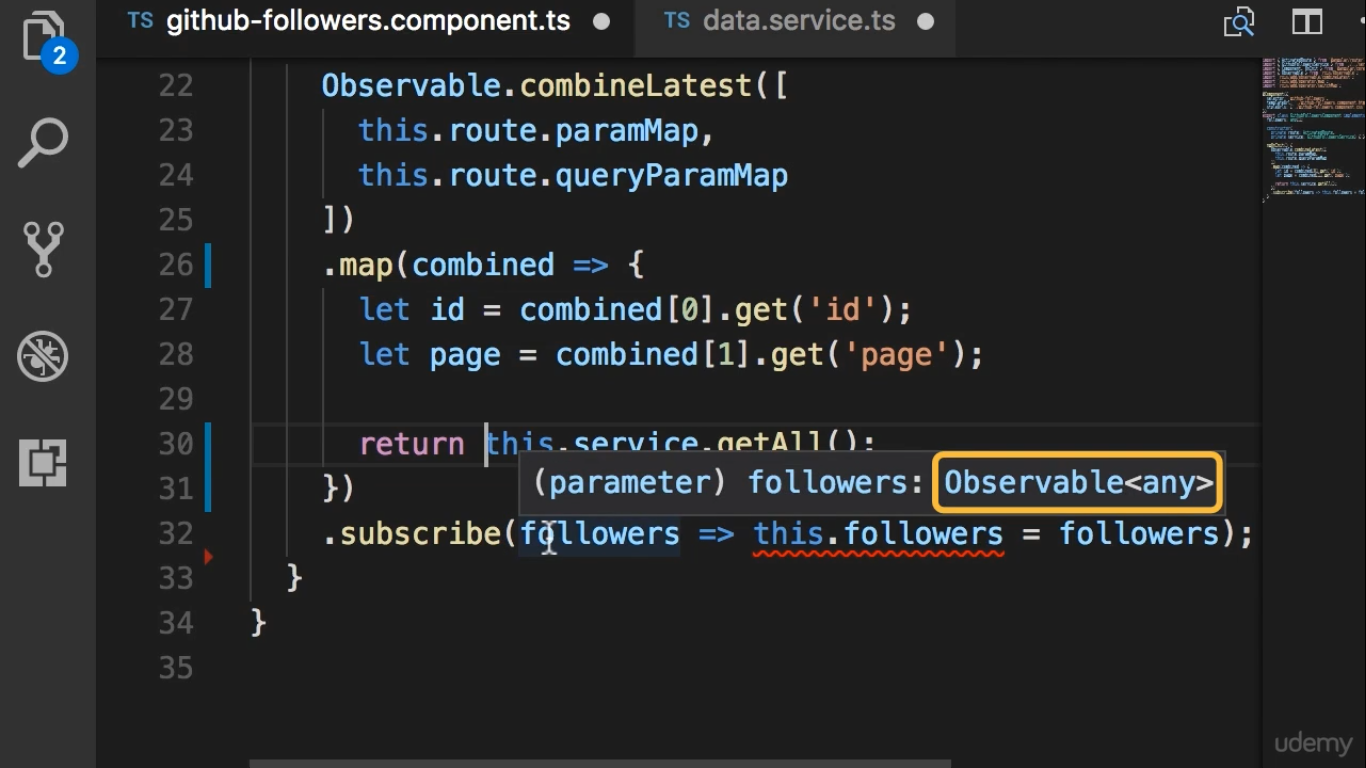 TS github-followers.component.ts ● TS data.service.ts ●
2
22 Observable.combineLatest([
23 this.route.paramMap,
24 this.route.queryParamMap
25 ])
26 .map(combined => {
27 let id = combined[0].get('id');
28 let page = combined[1].get('page');
29
30 return this.service.getAll();
(parameter) followers: Observable<any>
31 })
32 .subscribe(followers => this.followers = followers);
33 }
34 }
35
udemy